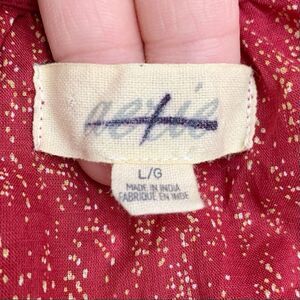 aerie
L/G
MADE IN INDIA
FABRIQUÉ EN INDE